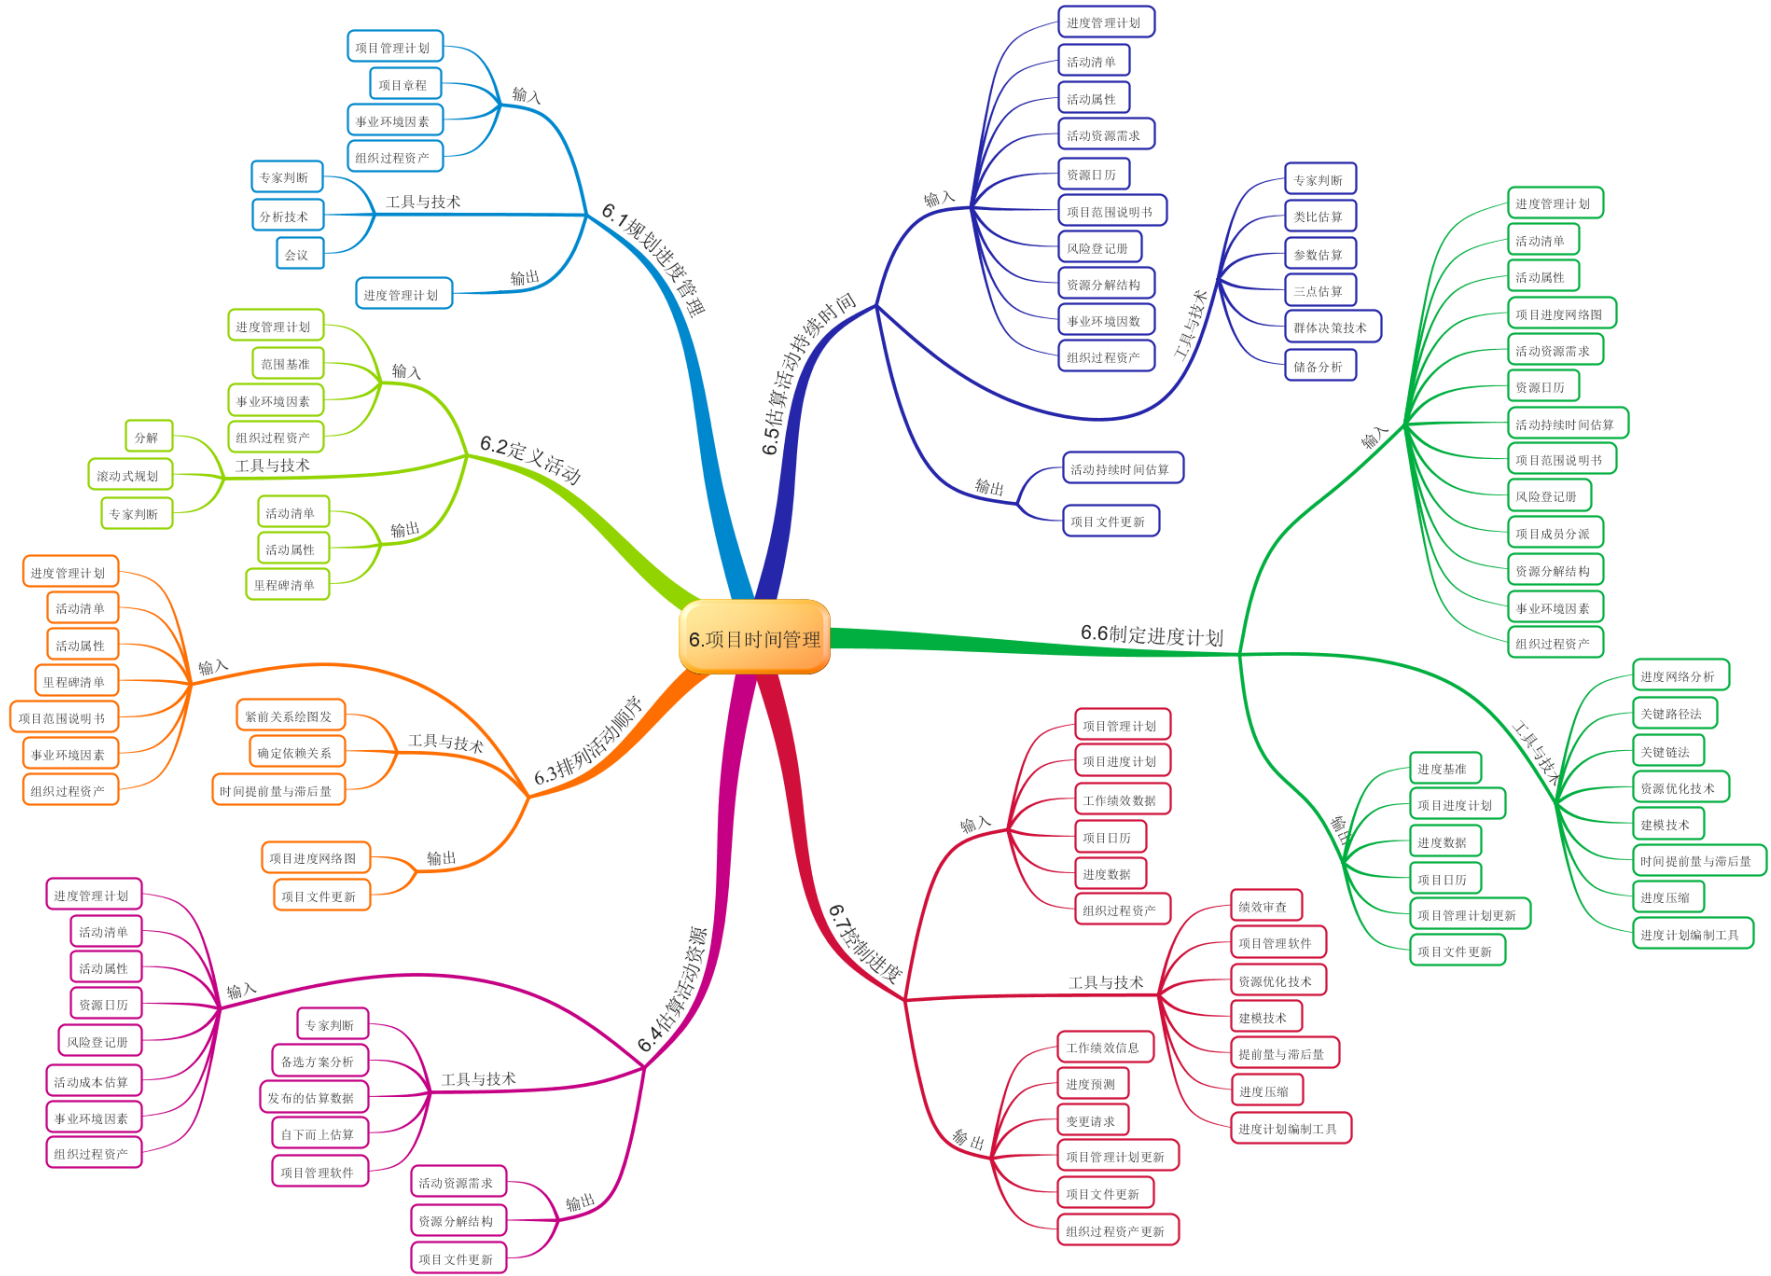 6.项目时间管理
6.1规划进度管理
输入
项目管理计划
项目章程
事业环境因素
组织过程资产
工具与技术
专家判断
分析技术
会议
输出
进度管理计划
6.2定义活动
输入
进度管理计划
范围基准
事业环境因素
组织过程资产
工具与技术
分解
滚动式规划
专家判断
输出
活动清单
活动属性
里程碑清单
6.3排列活动顺序
输入
进度管理计划
活动清单
活动属性
里程碑清单
项目范围说明书
事业环境因素
组织过程资产
工具与技术
紧前关系绘图发
确定依赖关系
时间提前量与滞后量
输出
项目进度网络图
项目文件更新
6.4估算活动资源
输入
进度管理计划
活动清单
活动属性
资源日历
风险登记册
活动成本估算
事业环境因素
组织过程资产
工具与技术
专家判断
备选方案分析
发布的估算数据
自下而上估算
项目管理软件
输出
活动资源需求
资源分解结构
项目文件更新
6.5估算活动持续时间
输入
进度管理计划
活动清单
活动属性
活动资源需求
资源日历
项目范围说明书
风险登记册
资源分解结构
事业环境因数
组织过程资产
工具与技术
专家判断
类比估算
参数估算
三点估算
群体决策技术
储备分析
输出
活动持续时间估算
项目文件更新
6.6制定进度计划
输入
进度管理计划
活动清单
活动属性
项目进度网络图
活动资源需求
资源日历
活动持续时间估算
项目范围说明书
风险登记册
项目成员分派
资源分解结构
事业环境因素
组织过程资产
工具与技术
进度网络分析
关键路径法
关键链法
资源优化技术
建模技术
时间提前量与滞后量
进度压缩
进度计划编制工具
输出
进度基准
项目进度计划
进度数据
项目日历
项目管理计划更新
项目文件更新
6.7控制进度
输入
项目管理计划
项目进度计划
工作绩效数据
项目日历
进度数据
组织过程资产
工具与技术
绩效审查
项目管理软件
资源优化技术
建模技术
提前量与滞后量
进度压缩
进度计划编制工具
输出
工作绩效信息
进度预测
变更请求
项目管理计划更新
项目文件更新
组织过程资产更新